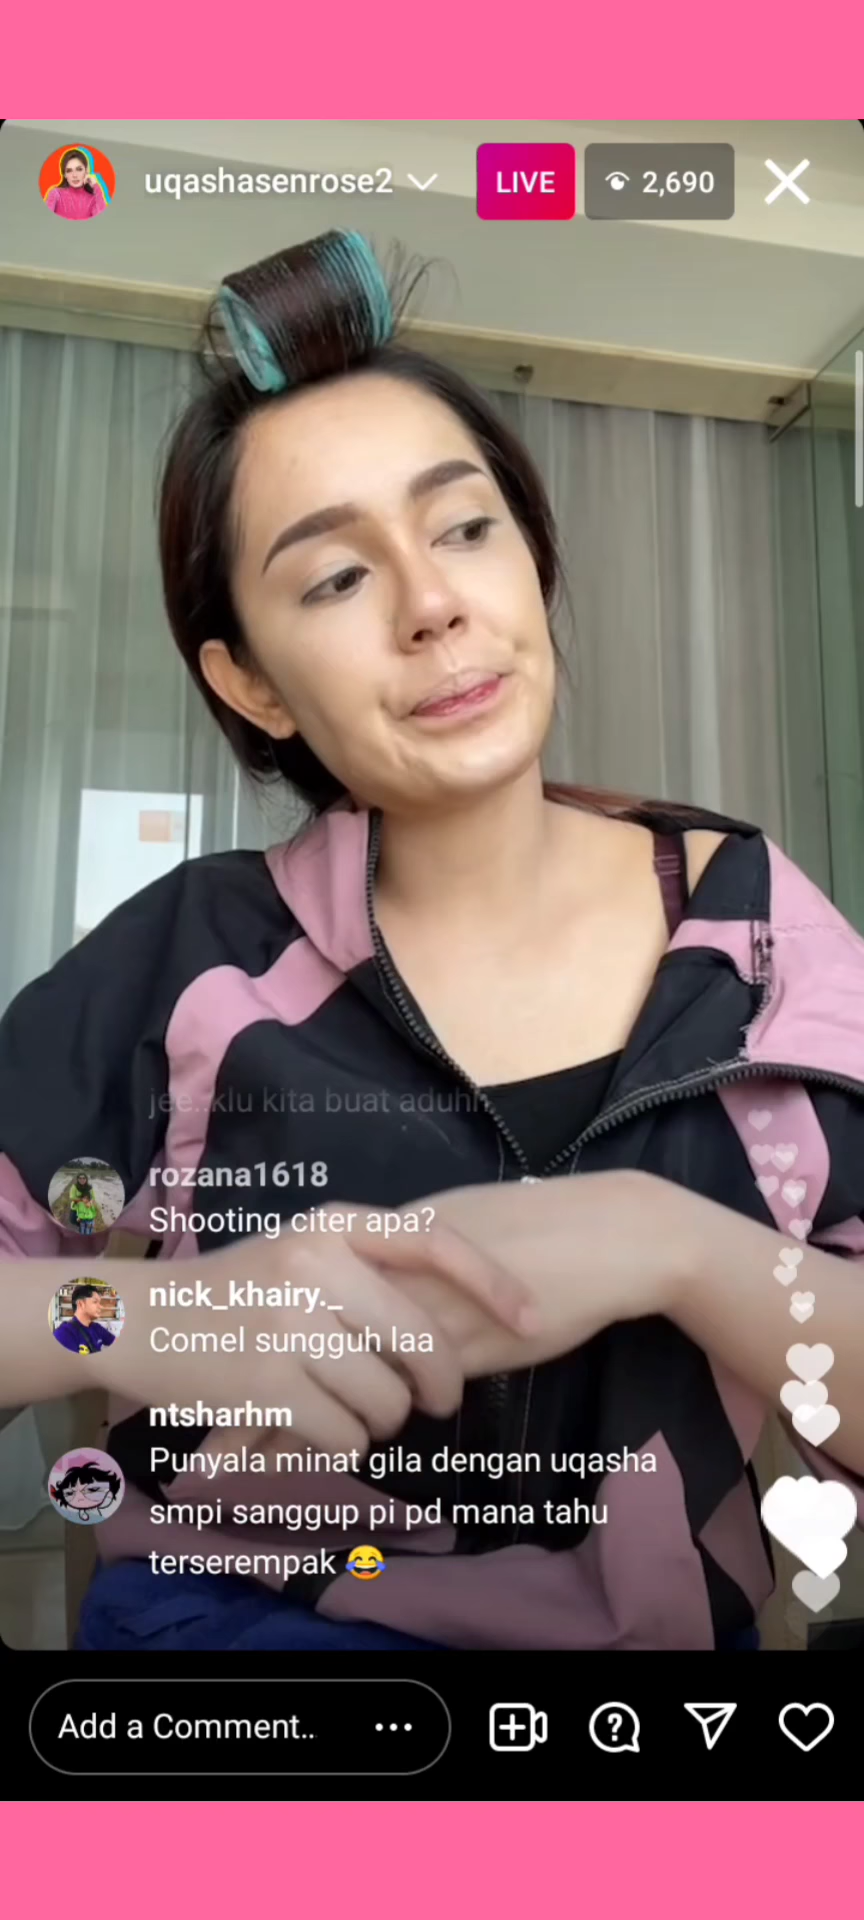 uqashasenrose2
LIVE
2,690
jee..klu kita buat aduhh
rozana1618
Shooting citer apa?
nick_khairy._
Comel sungguh laa
ntsharhm
Punyala minat gila dengan uqasha
smpi sanggup pi pd mana tahu
terserempak 😂
Add a Comment..